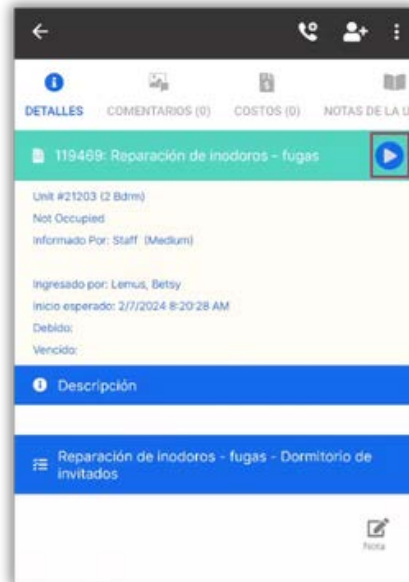 DETALLES COMENTARIOS (0) COSTOS (0) NOTAS DE LA U
119469: Reparación de inodoros - fugas
Unit #21203 (2 Bdrm)
Not Occupied
Informado Por: Staff (Medium)
Ingresado por: Lemus, Betsy
Inicio esperado: 2/7/2024 8:20:28 AM
Debido:
Vencido:
Descripción
Reparación de inodoros - fugas - Dormitorio de
invitados
Nota